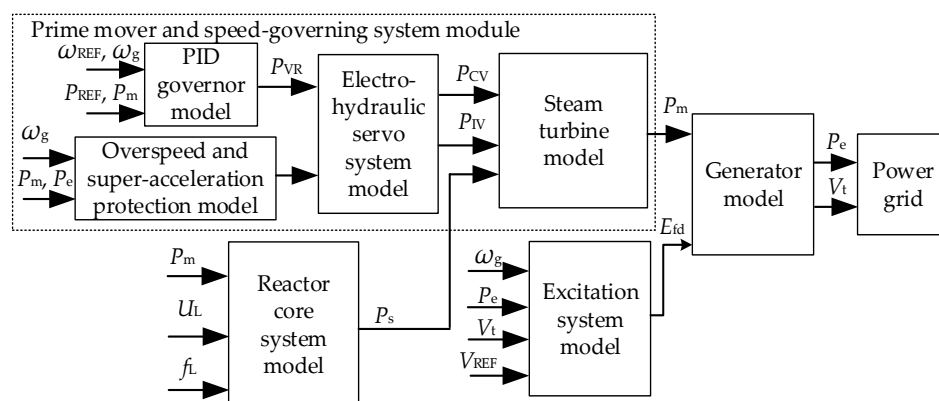 Prime mover and speed-governing system module
ωREF, ωg
PREF, Pm
PID
governor
model
PVR
ωg
Pm, Pe
Overspeed and
super-acceleration
protection model
Electro-
hydraulic
servo
system
model
PCV
PIV
Steam
turbine
model
Pm
Generator
model
Pe
Vt
Power
grid
Pm
UL
fL
Reactor
core
system
model
Ps
ωg
Pe
Vt
VREF
Excitation
system
model
Efd